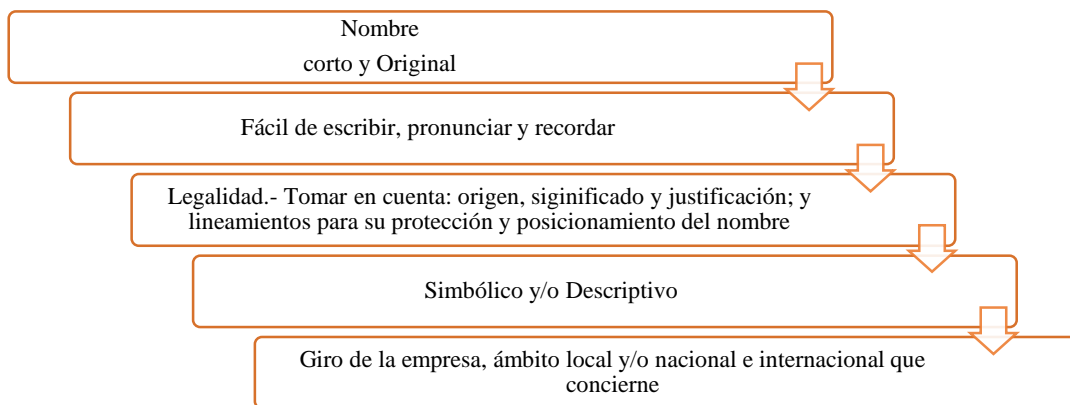 Nombre
corto y Original
Fácil de escribir, pronunciar y recordar
Legalidad.- Tomar en cuenta: origen, siginificado y justificación; y
lineamientos para su protección y posicionamiento del nombre
Simbólico y/o Descriptivo
Giro de la empresa, ámbito local y/o nacional e internacional que
concierne